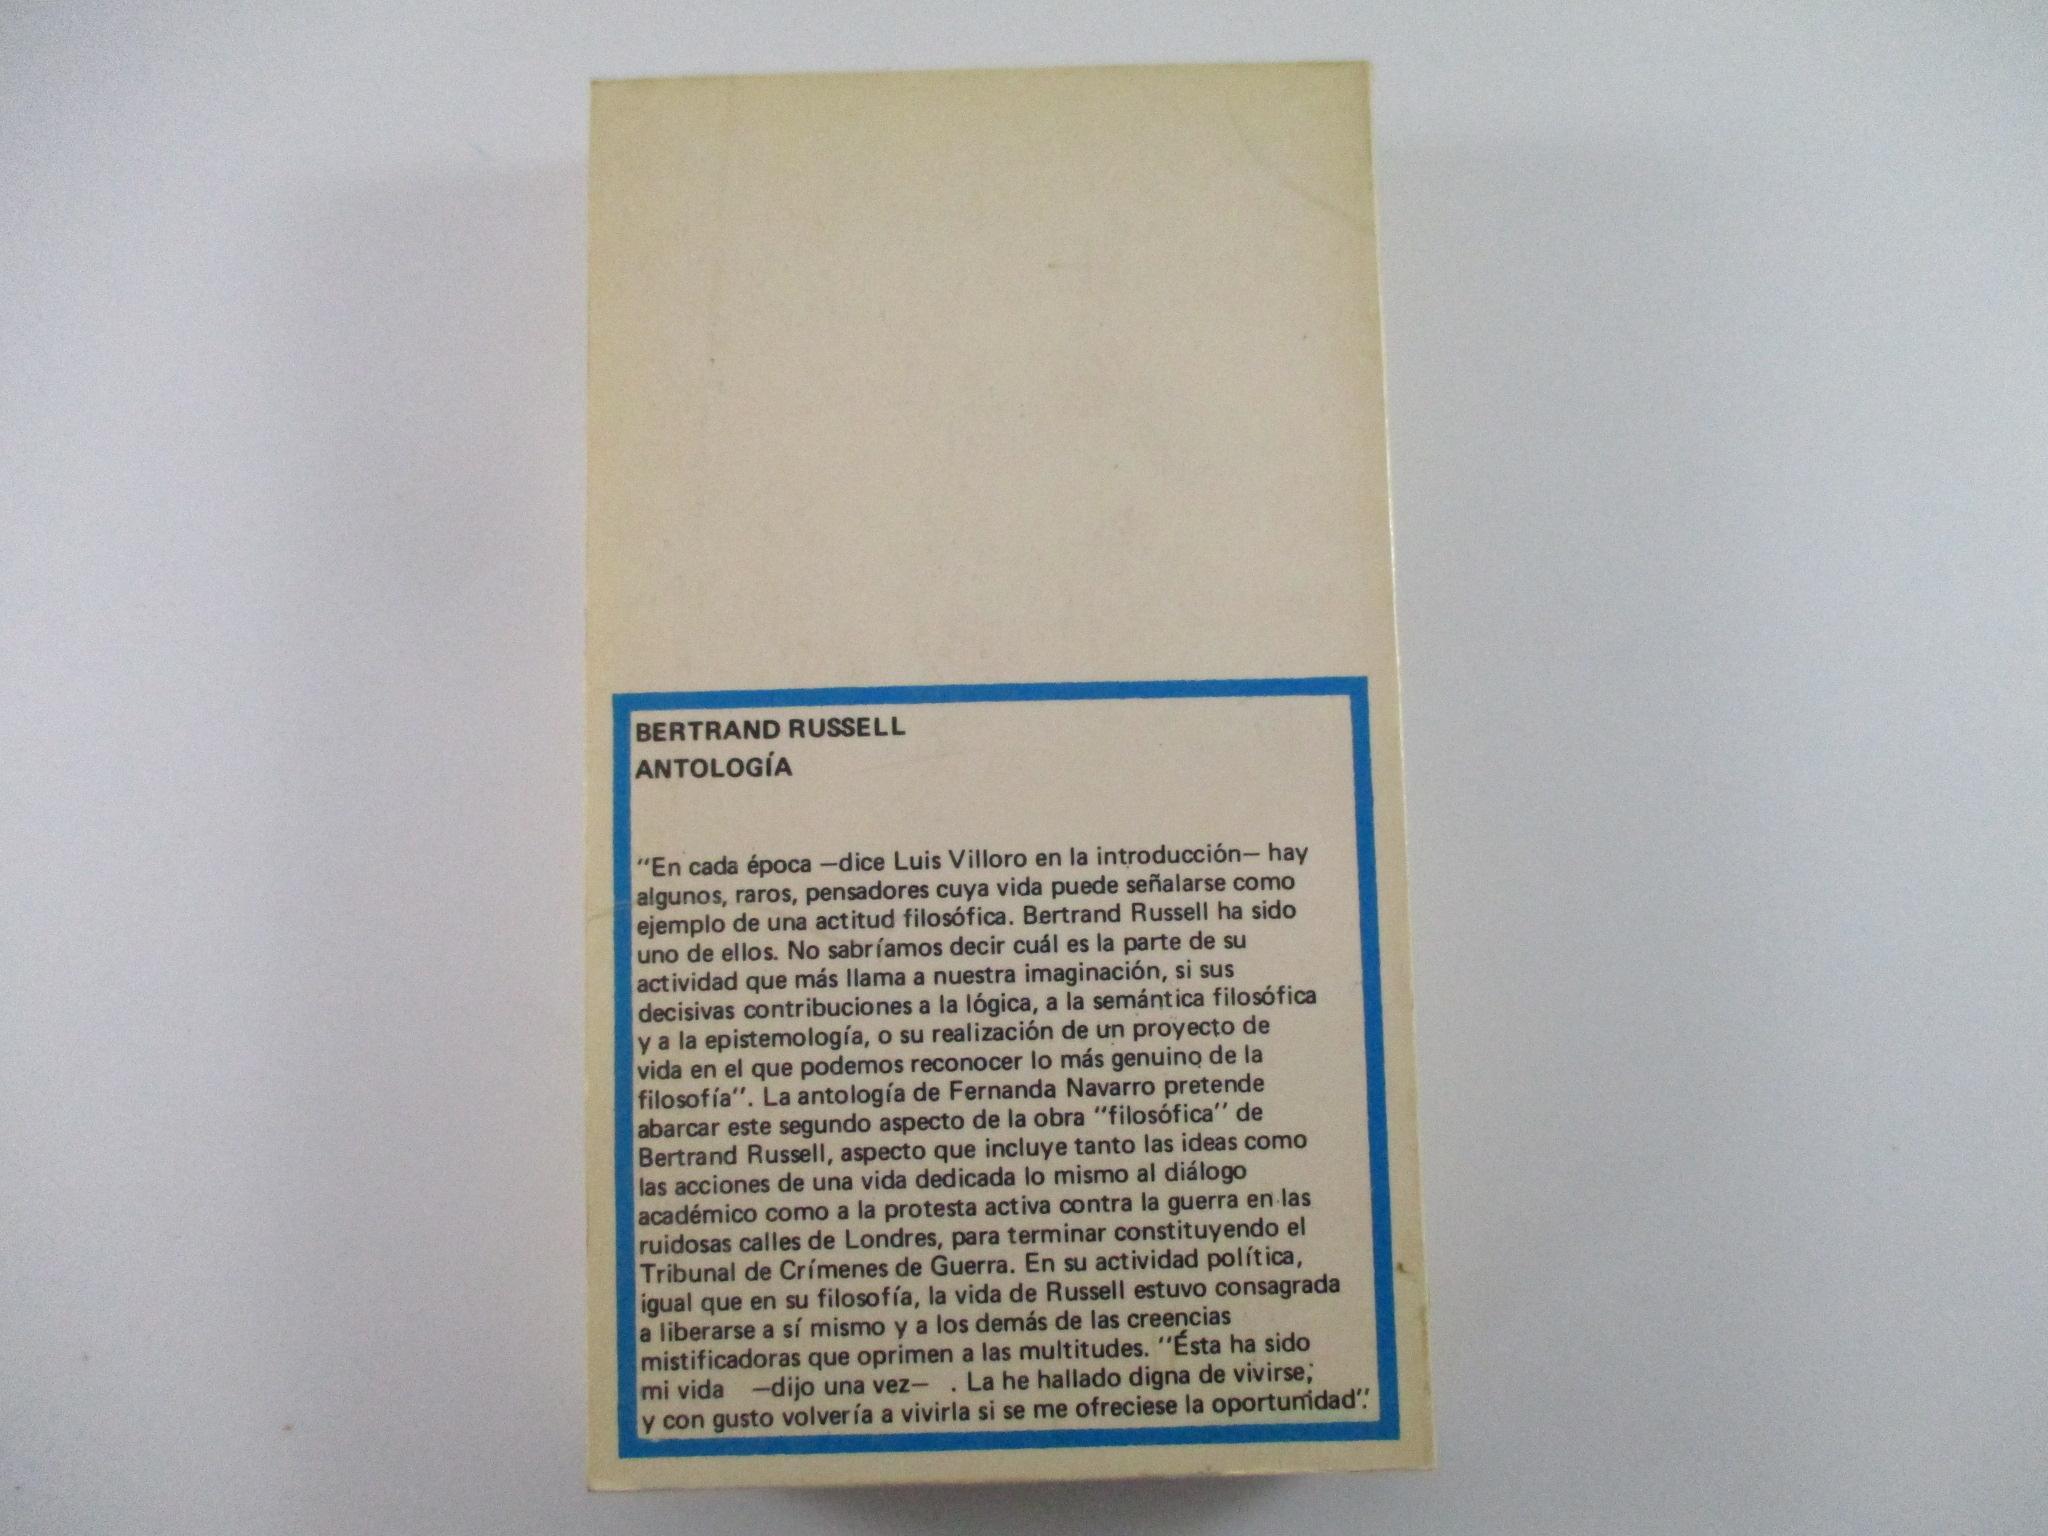 BERTRAND RUSSELL
ANTOLOGÍA
"En cada época —dice Luis Villoro en la introducción— hay
algunos, raros, pensadores cuya vida puede señalarse como
ejemplo de una actitud filosófica. Bertrand Russell ha sido
uno de ellos. No sabríamos decir cuál es la parte de su
actividad que más llama a nuestra imaginación, si sus
decisivas contribuciones a la lógica, a la semántica filosófica
y a la epistemología, o su realización de un proyecto de
vida en el que podemos reconocer lo más genuino de la
filosofía". La antología de Fernanda Navarro pretende
abarcar este segundo aspecto de la obra "filosófica" de
Bertrand Russell, aspecto que incluye tanto las ideas como
las acciones de una vida dedicada lo mismo al diálogo
académico como a la protesta activa contra la guerra en las
ruidosas calles de Londres, para terminar constituyendo el
Tribunal de Crímenes de Guerra. En su actividad política,
igual que en su filosofía, la vida de Russell estuvo consagrada
a liberarse a sí mismo y a los demás de las creencias
mistificadoras que oprimen a las multitudes. "Ésta ha sido
mi vida —dijo una vez— . La he hallado digna de vivirse;
y con gusto volvería a vivirla si se me ofreciese la oportunidad".